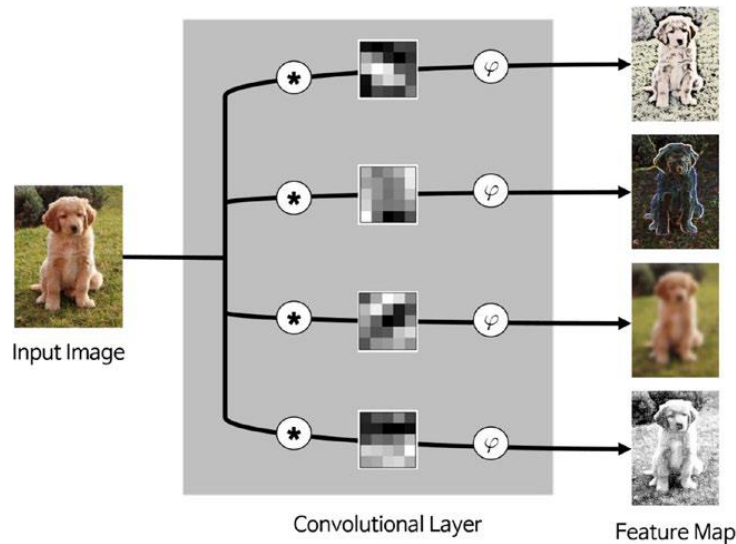 * φ
* φ
* φ
Input Image
* φ
Convolutional Layer
Feature Map